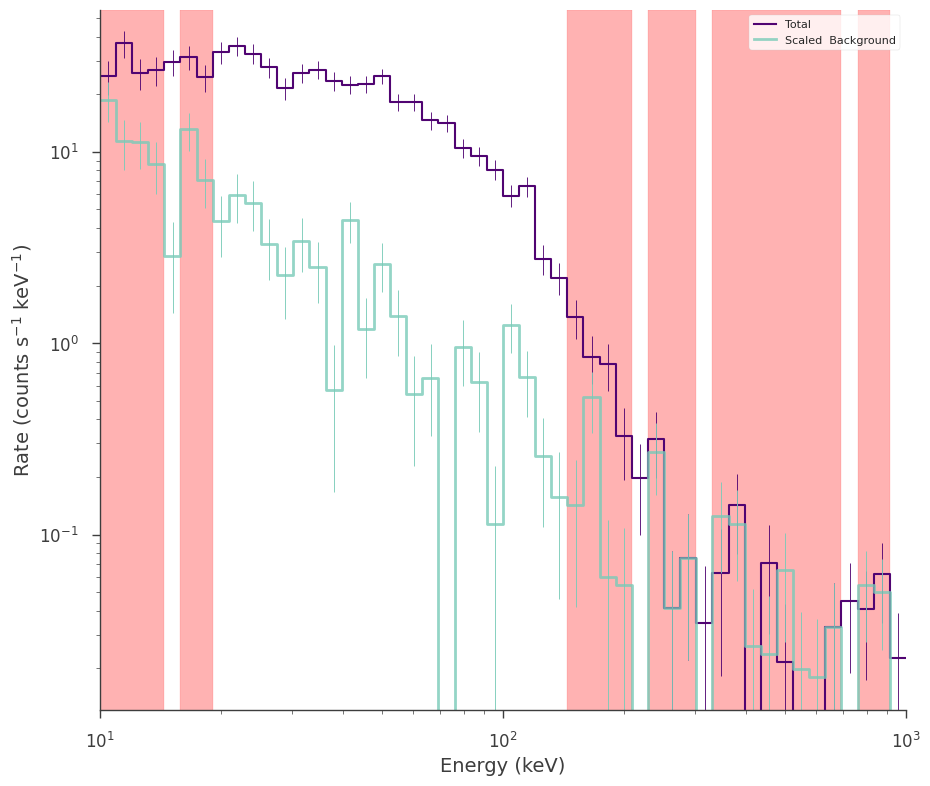 Total
Scaled  Background
Rate (counts s⁻¹ keV⁻¹)
10¹
10⁰
10⁻¹
10¹
10²
10³
Energy (keV)